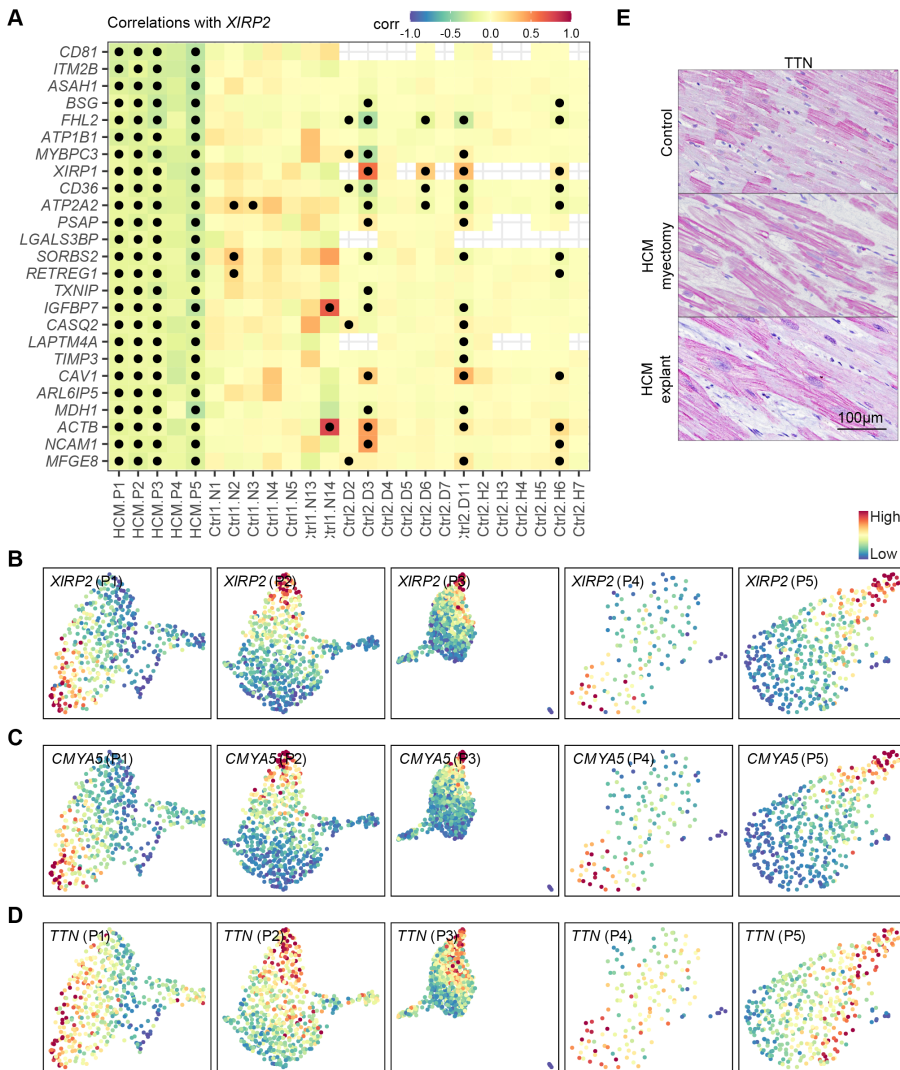 A
Correlations with XIRP2
corr
-1.0 -0.5 0.0 0.5 1.0
CD81
ITM2B
ASAH1
BSG
FHL2
ATP1B1
MYBPC3
XIRP1
CD36
ATP2A2
PSAP
LGALS3BP
SORBS2
RETREG1
TXNIP
IGFBP7
CASQ2
LAPTM4A
TIMP3
CAV1
ARL6IP5
MDH1
ACTB
NCAM1
MFGE8
HCM.P1
HCM.P2
HCM.P3
HCM.P4
HCM.P5
Ctrl1.N1
Ctrl1.N2
Ctrl1.N3
Ctrl1.N4
Ctrl1.N5
Ctrl1.N13
Ctrl1.N14
Ctrl2.D2
Ctrl2.D3
Ctrl2.D4
Ctrl2.D5
Ctrl2.D6
Ctrl2.D7
Ctrl2.D11
Ctrl2.H2
Ctrl2.H3
Ctrl2.H4
Ctrl2.H5
Ctrl2.H6
Ctrl2.H7
E
TTN
Control
HCM
myectomy
HCM
explant
100µm
High
Low
B
XIRP2 (P1)
XIRP2 (P2)
XIRP2 (P3)
XIRP2 (P4)
XIRP2 (P5)
C
CMYA5 (P1)
CMYA5 (P2)
CMYA5 (P3)
CMYA5 (P4)
CMYA5 (P5)
D
TTN (P1)
TTN (P2)
TTN (P3)
TTN (P4)
TTN (P5)